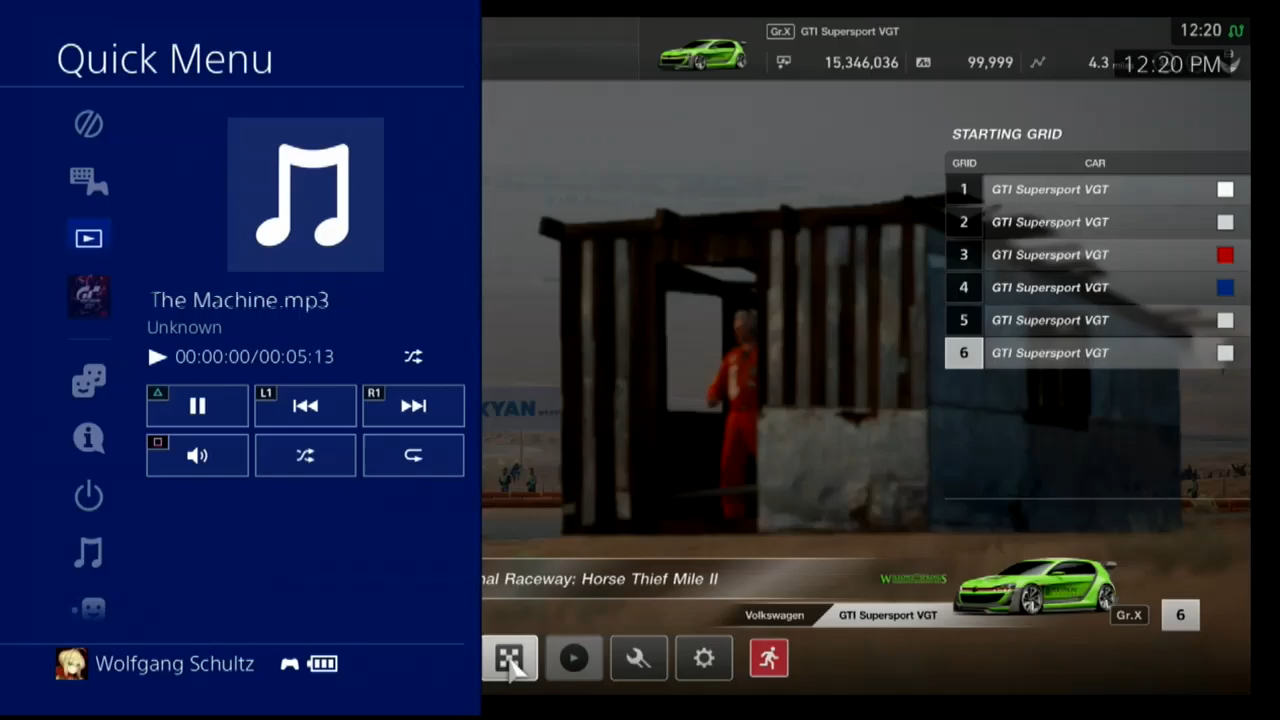 Quick Menu
The Machine.mp3
Unknown
00:00:00/00:05:13
L1
R1
Wolfgang Schultz
Gr.X GTI Supersport VGT
12:20
15,346,036
99,999
4.3
12:20 PM
STARTING GRID
GRID CAR
1 GTI Supersport VGT
2 GTI Supersport VGT
3 GTI Supersport VGT
4 GTI Supersport VGT
5 GTI Supersport VGT
6 GTI Supersport VGT
KYAN
nal Raceway: Horse Thief Mile II
Volkswagen GTI Supersport VGT
Gr.X
6